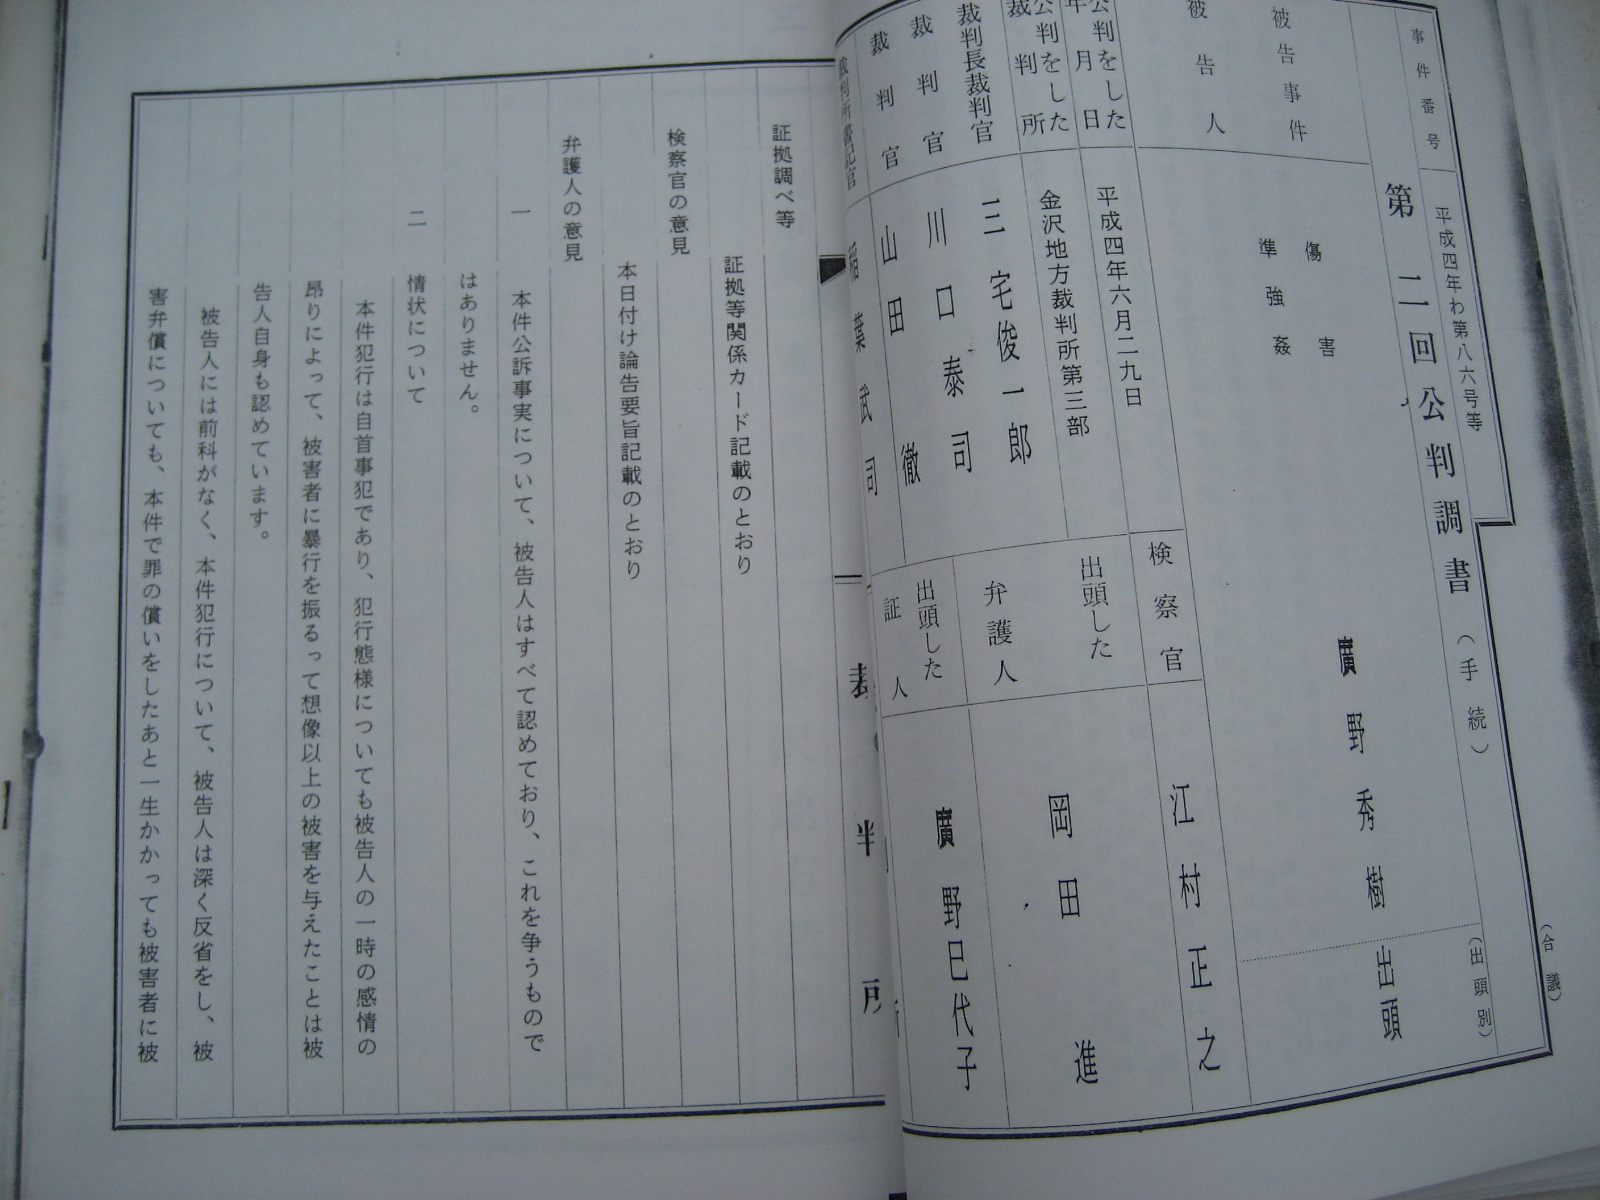 事件番号
平成四年わ第八六号等
第二回公判調書(手続)
(合議)
被告事件
傷害
準強姦
被告人
廣野秀樹
出頭
(出頭別)
公判をした年月日
平成四年六月二九日
公判をした裁判所
金沢地方裁判所第三部
裁判長裁判官
三宅俊一郎
裁判官
川口泰司
裁判官
山田徹
裁判所書記官
稲葉武司
検察官
江村正之
出頭した弁護人
岡田進
出頭した証人
廣野巳代子
証拠調べ等
証拠等関係カード記載のとおり
検察官の意見
本日付け論告要旨記載のとおり
弁護人の意見
一 本件公訴事実について、被告人はすべて認めており、これを争うもので
はありません。
二 情状について
本件犯行は自首事犯であり、犯行態様についても被告人の一時の感情の
昂りによって、被害者に暴行を振るって想像以上の被害を与えたことは被
告人自身も認めています。
被告人には前科がなく、本件犯行について、被告人は深く反省をし、被
害弁償についても、本件で罪の償いをしたあと一生かかっても被害者に被